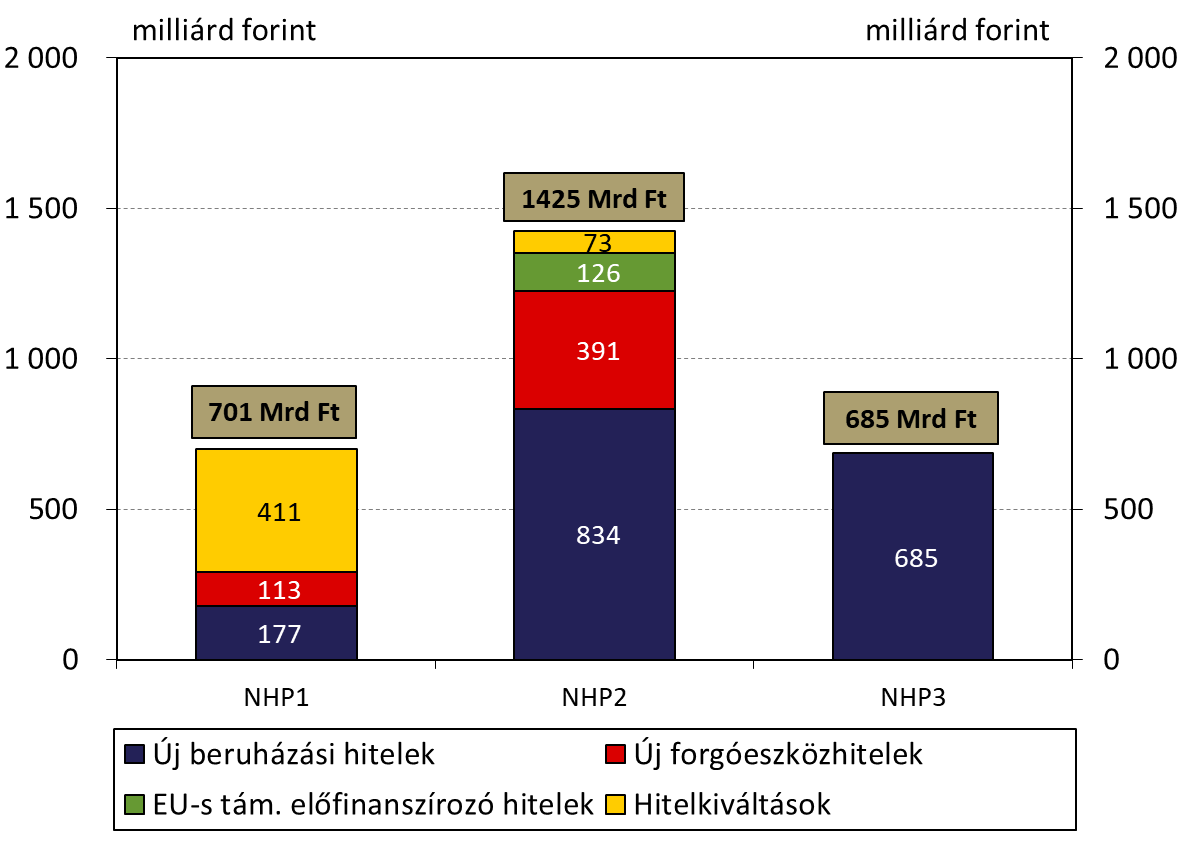 milliárd forint milliárd forint
2 000 2 000
1425 Mrd Ft
1 500 1 500
73
126
391
1 000 1 000
701 Mrd Ft 685 Mrd Ft
411
500 500
834
685
113
177
0 0
NHP1 NHP2 NHP3
Új beruházási hitelek Új forgóeszközhitelek
EU-s tám. előfinanszírozó hitelek Hitelkiváltások